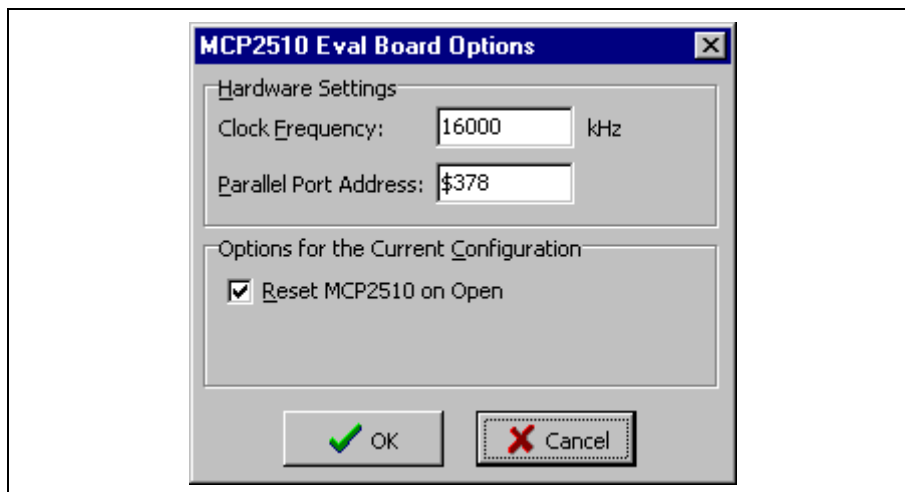 MCP2510 Eval Board Options
Hardware Settings
Clock Frequency: 16000 kHz
Parallel Port Address: $378
Options for the Current Configuration
Reset MCP2510 on Open
OK Cancel